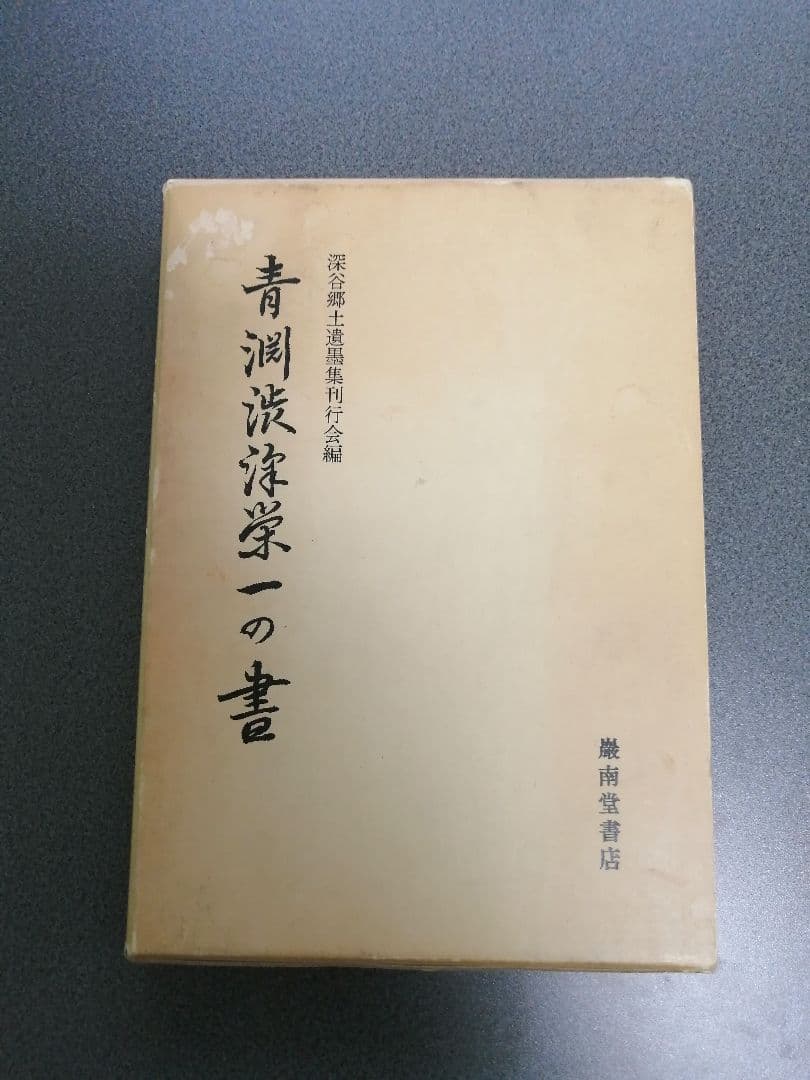 深谷郷土遺墨集刊行会編
青淵渋沢栄一の書
巖南堂書店